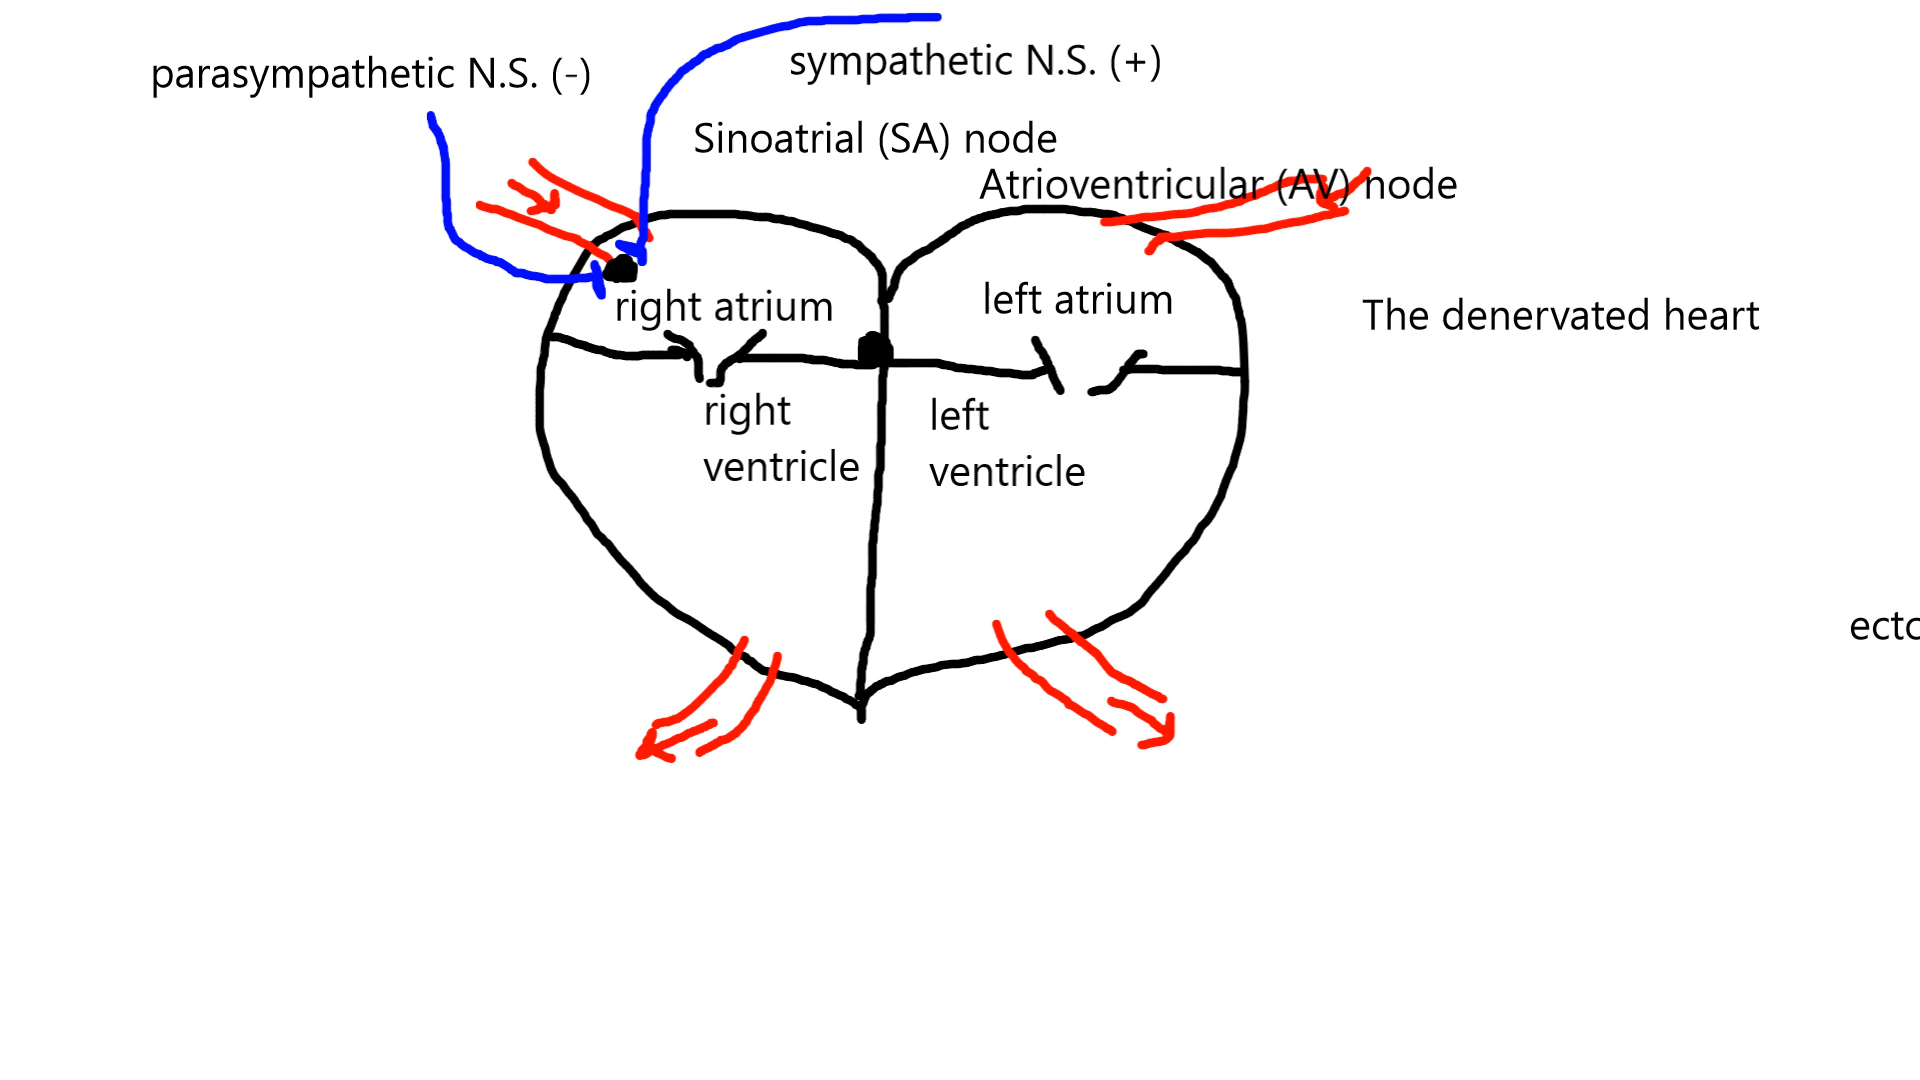 parasympathetic N.S. (-)
sympathetic N.S. (+)
Sinoatrial (SA) node
Atrioventricular (AV) node
right atrium
left atrium
The denervated heart
right
ventricle
left
ventricle